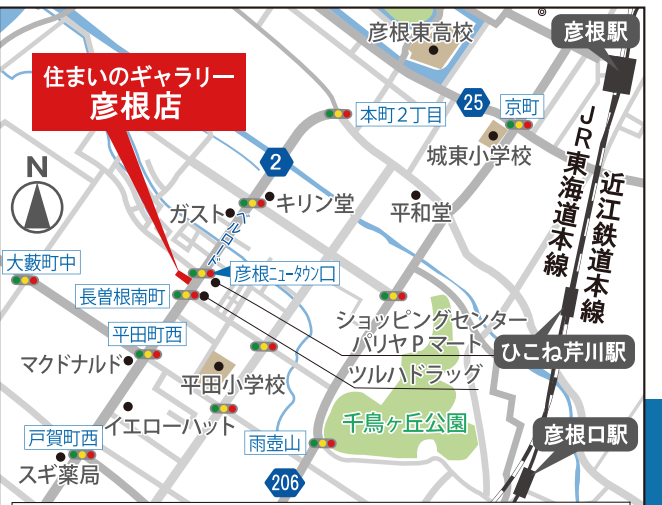 彦根東高校
彦根駅
住まいのギャラリー
彦根店
25
本町2丁目
京町
城東小学校
JR東海道本線
近江鉄道本線
2
N
ガスト
キリン堂
平和堂
ベルロード
大藪町中
彦根ニュータウン口
長曽根南町
ショッピングセンター
パリヤPマート
ひこね芹川駅
平田町西
マクドナルド
平田小学校
ツルハドラッグ
イエローハット
千鳥ヶ丘公園
戸賀町西
雨壺山
彦根口駅
スギ薬局
206